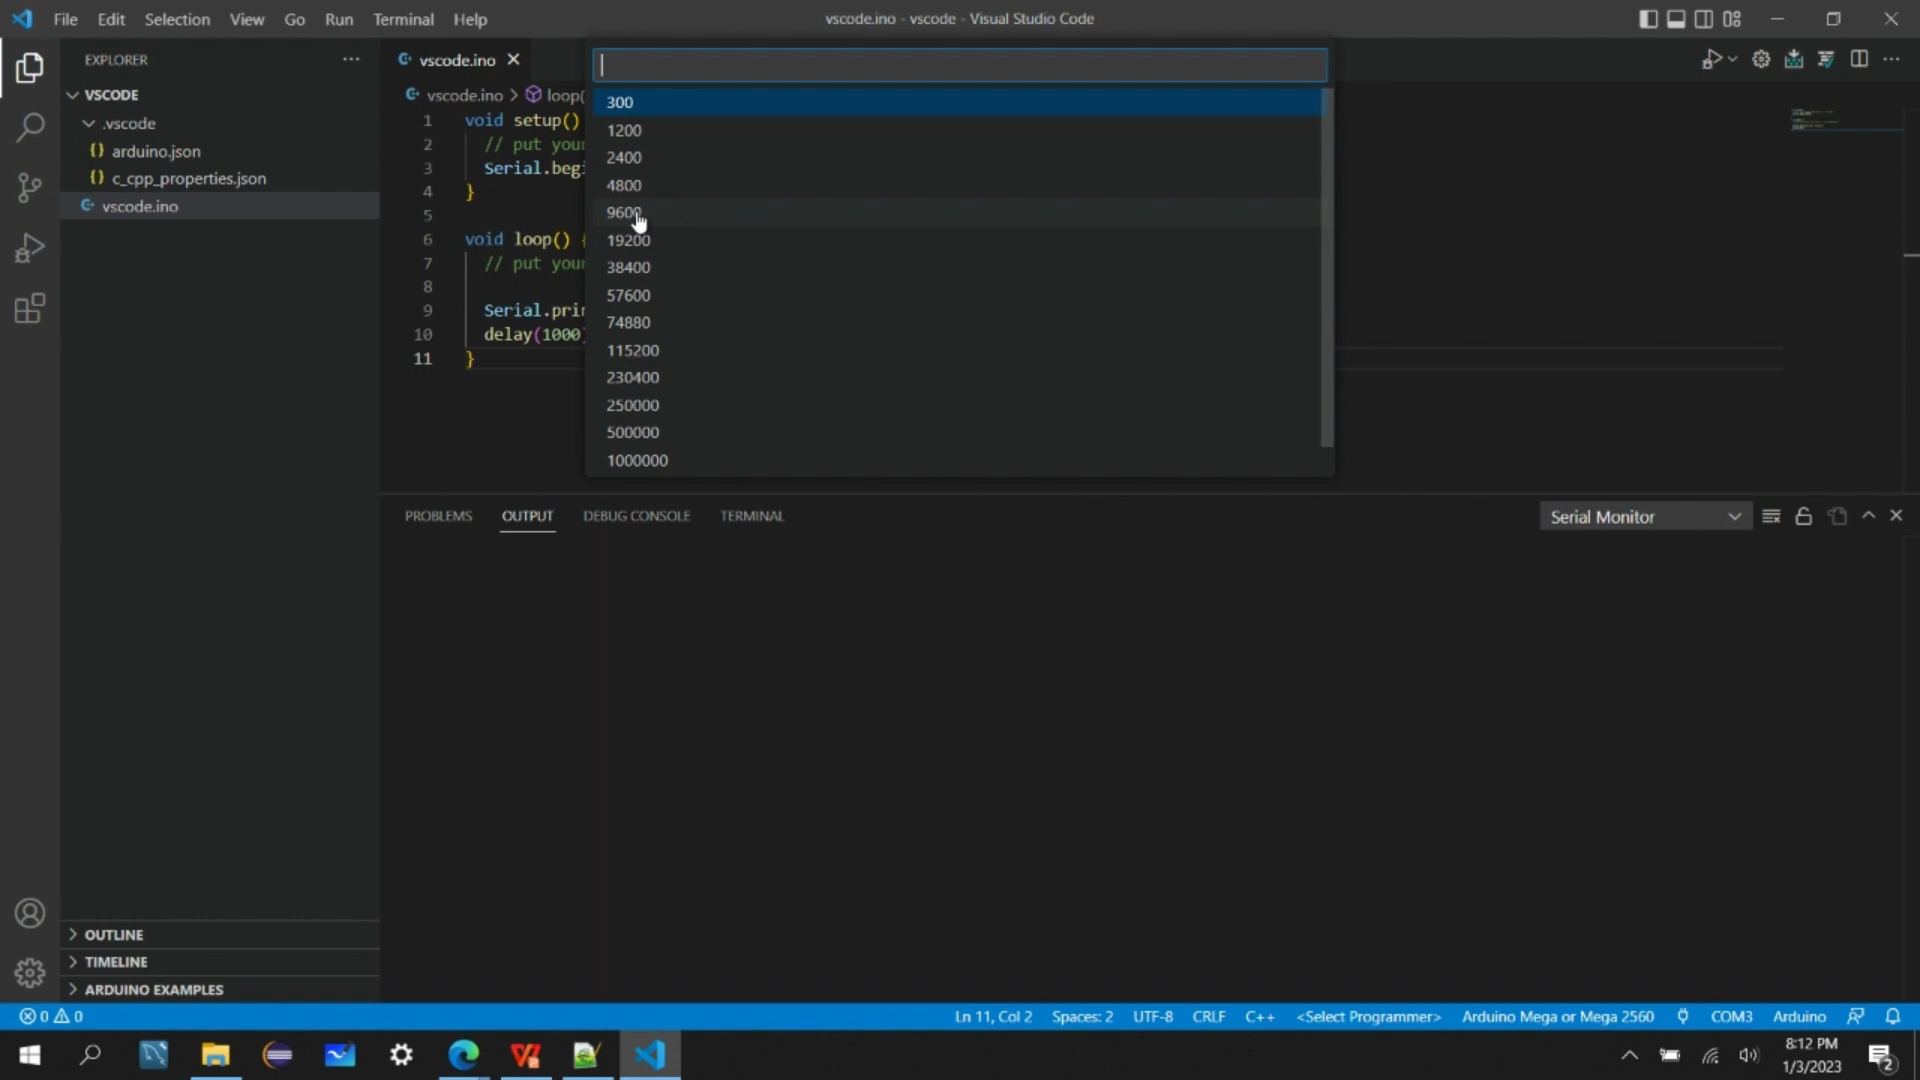 File Edit Selection View Go Run Terminal Help
vscode.ino - vscode - Visual Studio Code
EXPLORER
VSCODE
.vscode
{} arduino.json
{} c_cpp_properties.json
vscode.ino
OUTLINE
TIMELINE
ARDUINO EXAMPLES
vscode.ino
vscode.ino > loop(
1 void setup()
2 // put your
3 Serial.begi
4 }
5
6 void loop() {
7 // put your
8
9 Serial.prin
10 delay(1000)
11 }
300
1200
2400
4800
9600
19200
38400
57600
74880
115200
230400
250000
500000
1000000
PROBLEMS OUTPUT DEBUG CONSOLE TERMINAL
Serial Monitor
0 0
Ln 11, Col 2 Spaces: 2 UTF-8 CRLF C++ <Select Programmer> Arduino Mega or Mega 2560 COM3 Arduino
8:12 PM
1/3/2023
2